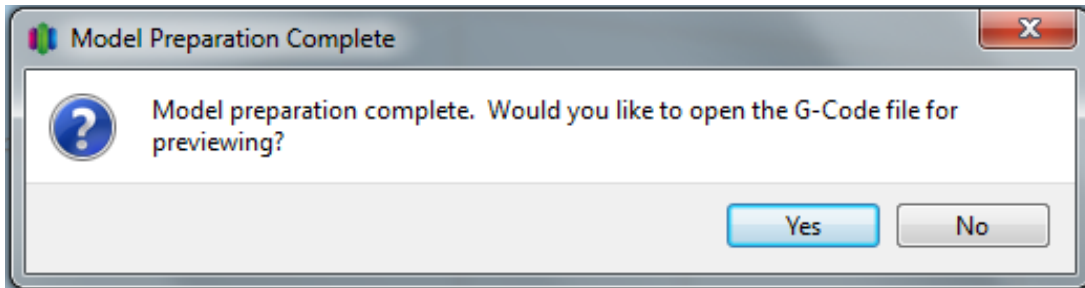 Model Preparation Complete
Model preparation complete.  Would you like to open the G-Code file for
previewing?
Yes No